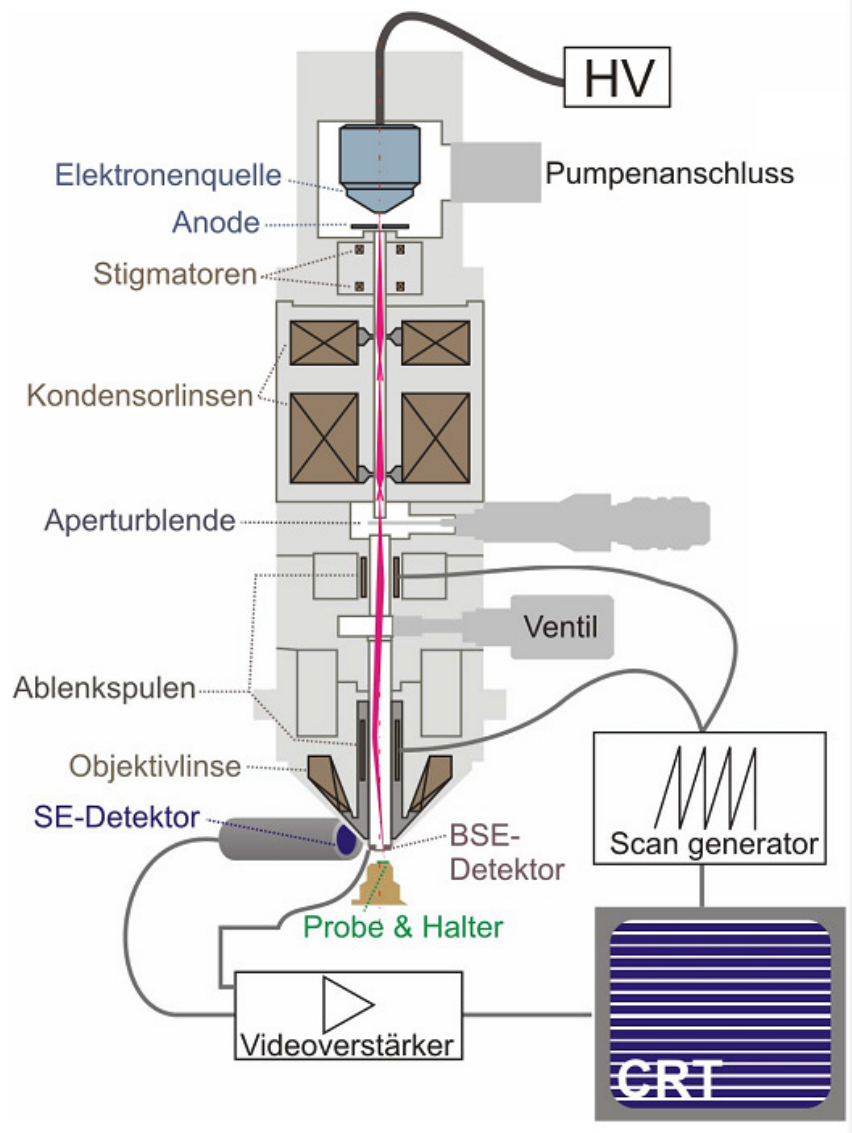 HV
Elektronenquelle
Pumpenanschluss
Anode
Stigmatoren
Kondensorlinsen
Aperturblende
Ventil
Ablenkspulen
Objektivlinse
SE-Detektor
BSE-
Detektor
Scan generator
Probe & Halter
Videoverstärker
CRT